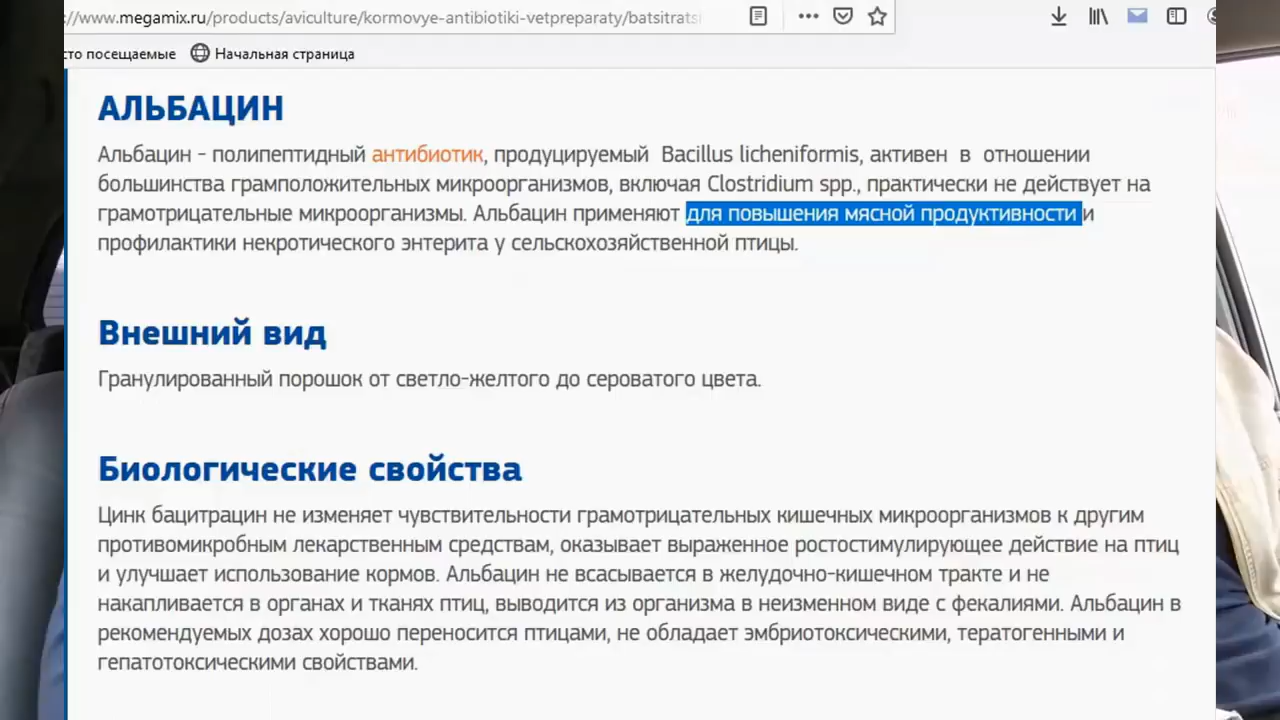 ://www.megamix.ru/products/aviculture/kormovye-antibiotiki-vetpreparaty/batsitrats
сто посещаемые Начальная страница
АЛЬБАЦИН
Альбацин – полипептидный антибиотик, продуцируемый Bacillus licheniformis, активен в отношении
большинства грамположительных микроорганизмов, включая Clostridium spp., практически не действует на
грамотрицательные микроорганизмы. Альбацин применяют для повышения мясной продуктивности и
профилактики некротического энтерита у сельскохозяйственной птицы.
Внешний вид
Гранулированный порошок от светло-желтого до сероватого цвета.
Биологические свойства
Цинк бацитрацин не изменяет чувствительности грамотрицательных кишечных микроорганизмов к другим
противомикробным лекарственным средствам, оказывает выраженное ростостимулирующее действие на птиц
и улучшает использование кормов. Альбацин не всасывается в желудочно-кишечном тракте и не
накапливается в органах и тканях птиц, выводится из организма в неизменном виде с фекалиями. Альбацин в
рекомендуемых дозах хорошо переносится птицами, не обладает эмбриотоксическими, тератогенными и
гепатотоксическими свойствами.